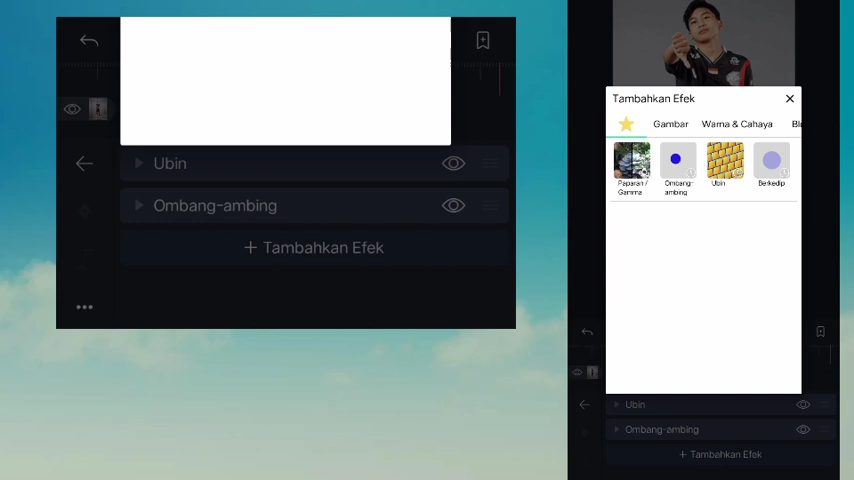 Ubin
Ombang-ambing
+ Tambahkan Efek
Tambahkan Efek
Gambar
Warna & Cahaya
Paparan /
Gamma
Ombang-
ambing
Ubin
Berkedip
Ubin
Ombang-ambing
+ Tambahkan Efek